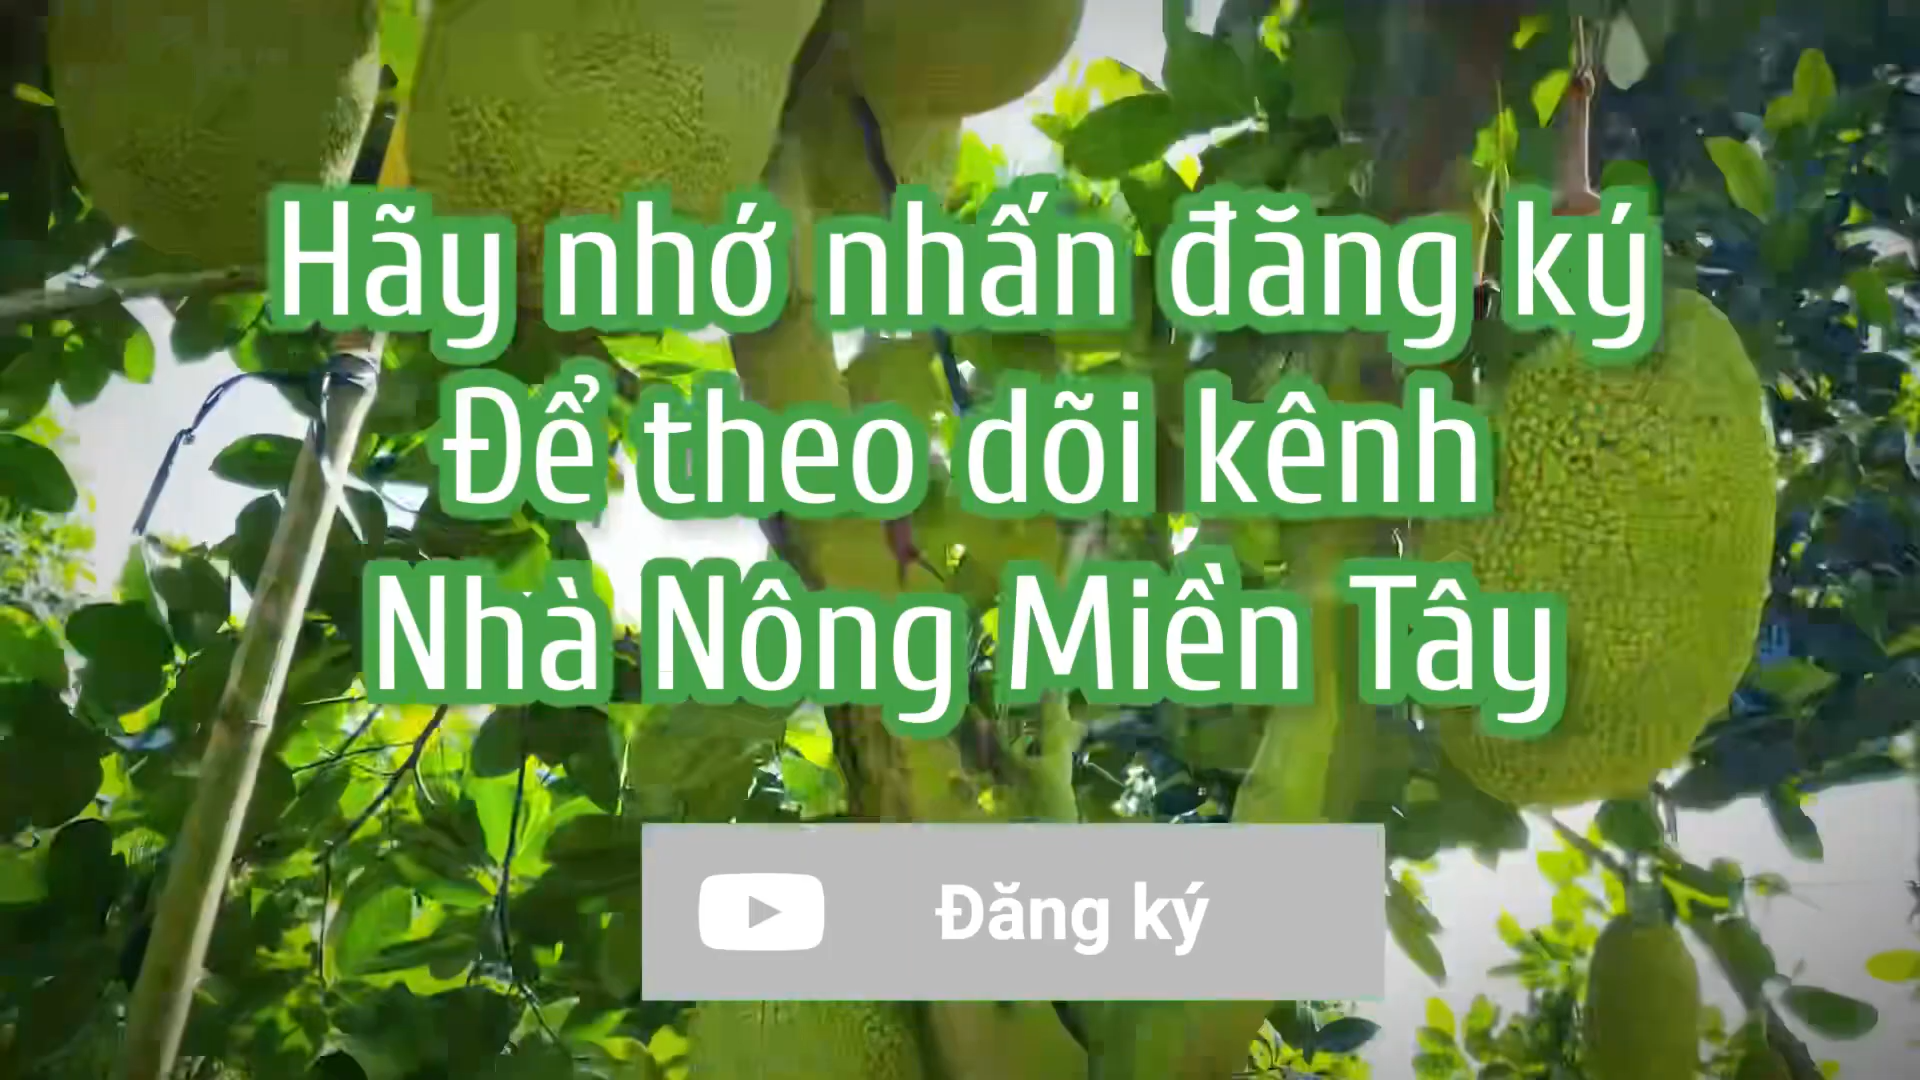 Hãy nhớ nhấn đăng ký
Để theo dõi kênh
Nhà Nông Miền Tây
Đăng ký